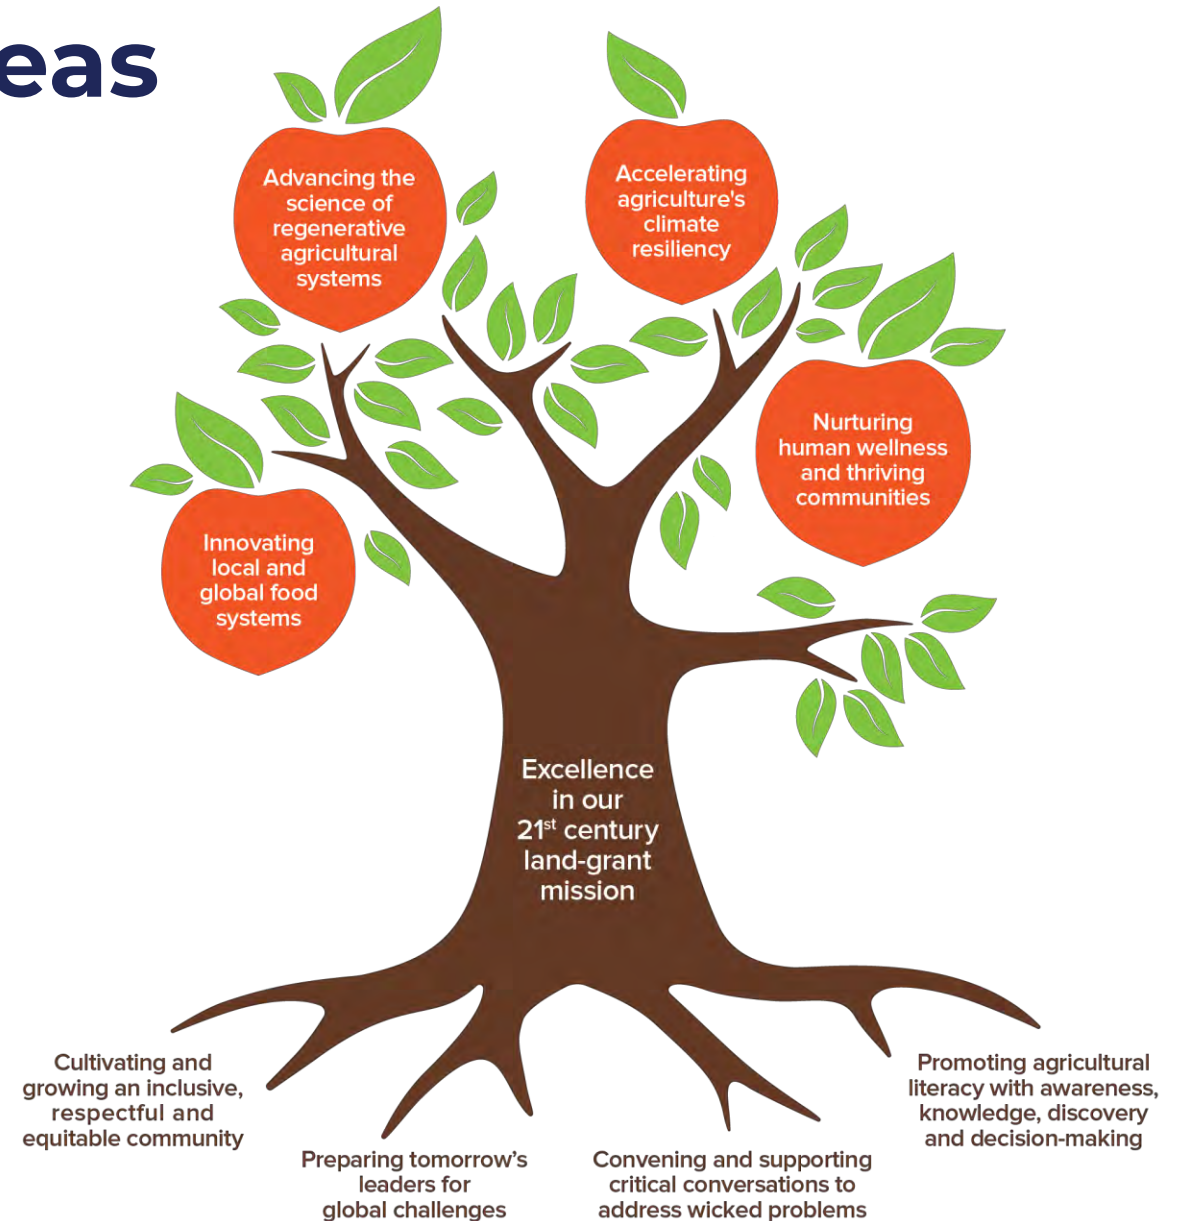 eas
Advancing the
science of
regenerative
agricultural
systems
Accelerating
agriculture's
climate
resiliency
Nurturing
human wellness
and thriving
communities
Innovating
local and
global food
systems
Excellence
in our
21st century
land-grant
mission
Cultivating and
growing an inclusive,
respectful and
equitable community
Preparing tomorrow’s
leaders for
global challenges
Convening and supporting
critical conversations to
address wicked problems
Promoting agricultural
literacy with awareness,
knowledge, discovery
and decision-making